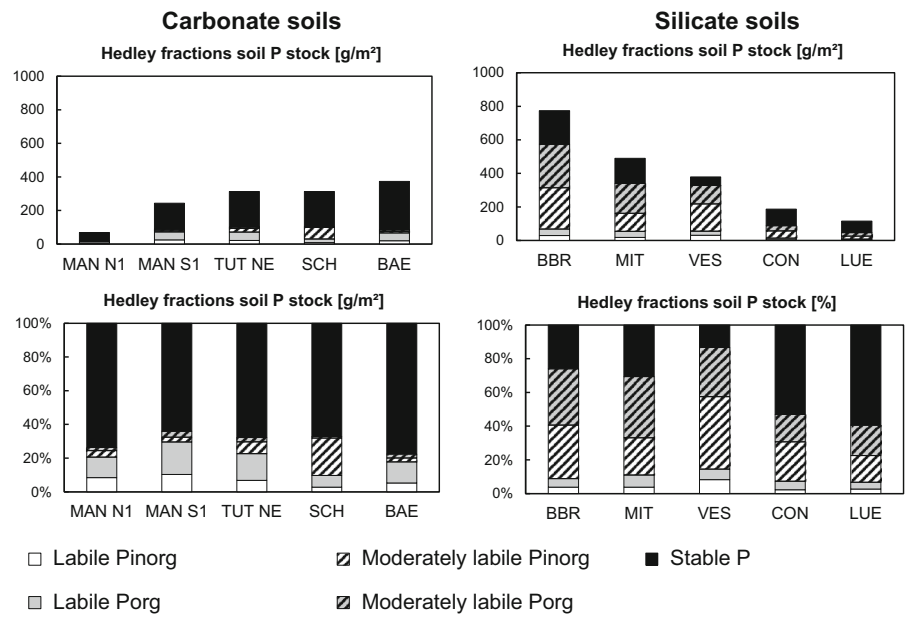 Carbonate soils
Hedley fractions soil P stock [g/m²]
1000
800
600
400
200
0
MAN N1 MAN S1 TUT NE SCH BAE
Silicate soils
Hedley fractions soil P stock [g/m²]
1000
800
600
400
200
0
BBR MIT VES CON LUE
Hedley fractions soil P stock [g/m²]
100%
80%
60%
40%
20%
0%
MAN N1 MAN S1 TUT NE SCH BAE
Hedley fractions soil P stock [%]
100%
80%
60%
40%
20%
0%
BBR MIT VES CON LUE
Labile Pinorg Moderately labile Pinorg Stable P
Labile Porg Moderately labile Porg